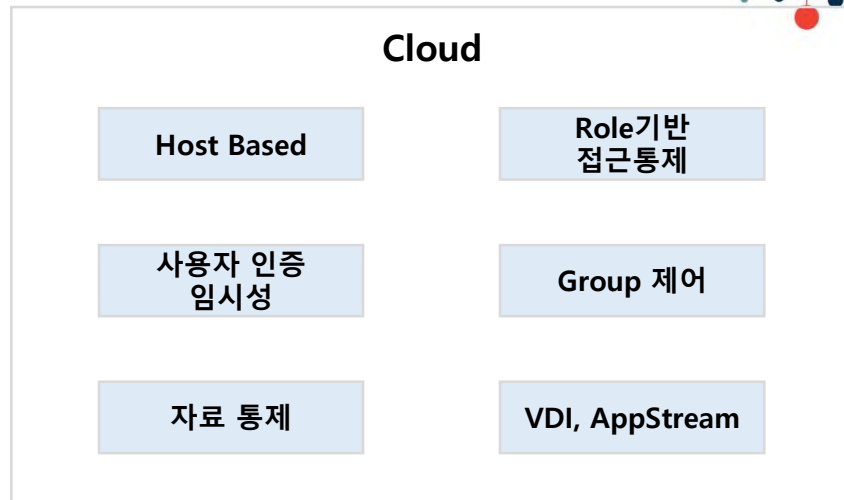 Cloud
Host Based
Role기반
접근통제
사용자 인증
임시성
Group 제어
자료 통제
VDI, AppStream